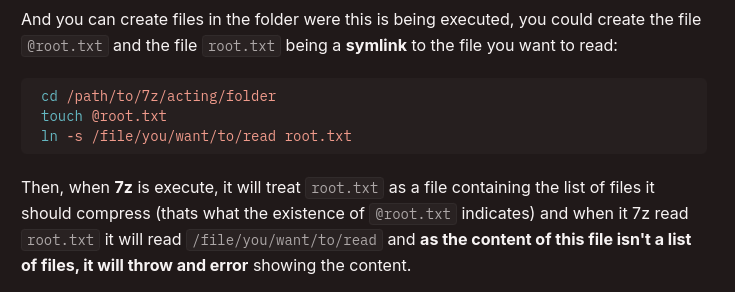 And you can create files in the folder were this is being executed, you could create the file
@root.txt and the file root.txt being a symlink to the file you want to read:
cd /path/to/7z/acting/folder
touch @root.txt
ln -s /file/you/want/to/read root.txt
Then, when 7z is execute, it will treat root.txt as a file containing the list of files it
should compress (thats what the existence of @root.txt indicates) and when it 7z read
root.txt it will read /file/you/want/to/read and as the content of this file isn't a list
of files, it will throw and error showing the content.